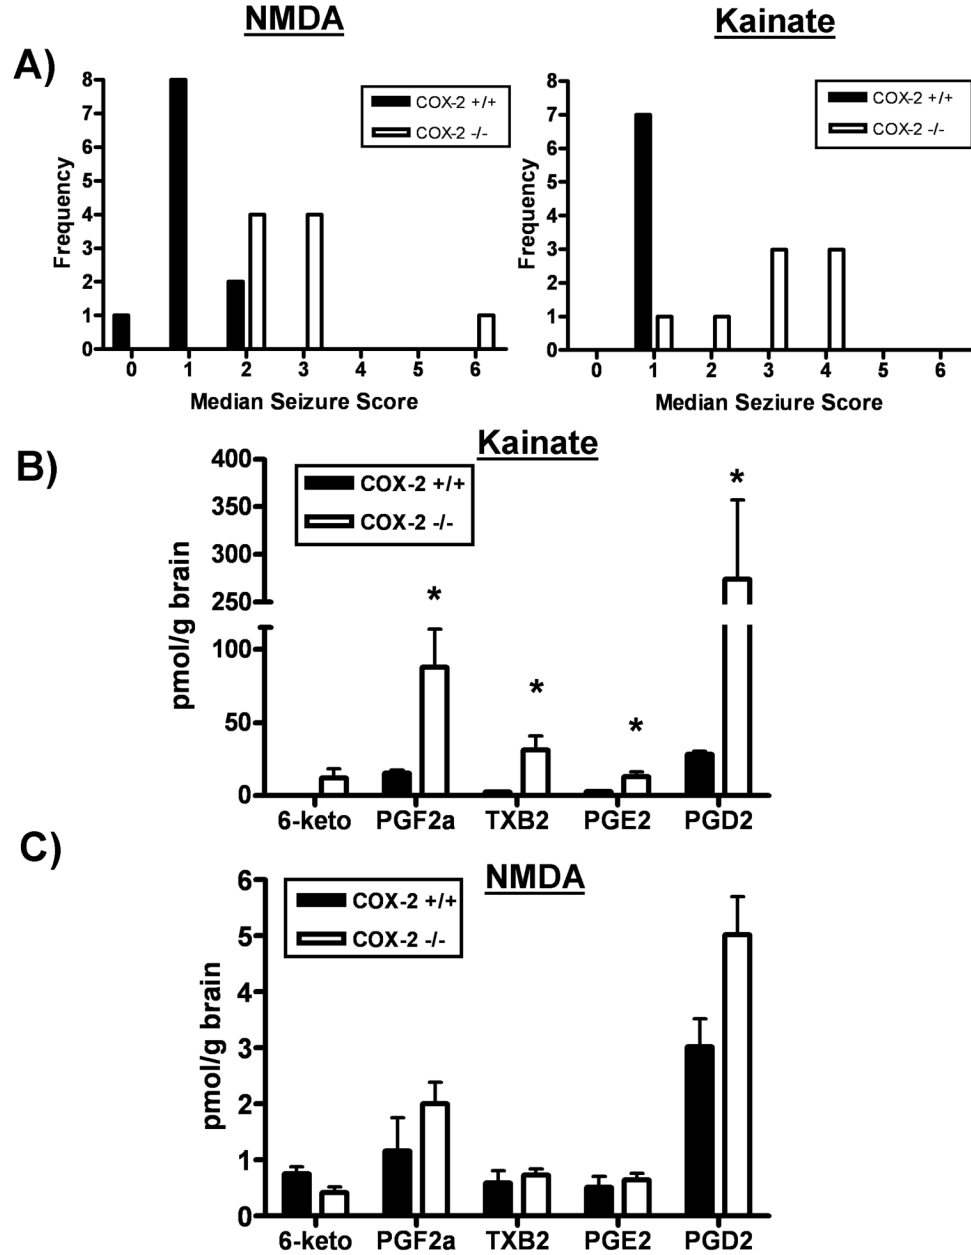 NMDA
Kainate
A)
8
7
6
5
4
3
2
1
0
Frequency
COX-2 +/+
COX-2 -/-
0 1 2 3 4 5 6
Median Seizure Score
8
7
6
5
4
3
2
1
0
Frequency
COX-2 +/+
COX-2 -/-
0 1 2 3 4 5 6
Median Seziure Score
B)
Kainate
400
350
300
250
100
50
0
pmol/g brain
COX-2 +/+
COX-2 -/-
*
*
*
*
6-keto PGF2a TXB2 PGE2 PGD2
C)
NMDA
6
5
4
3
2
1
0
pmol/g brain
COX-2 +/+
COX-2 -/-
6-keto PGF2a TXB2 PGE2 PGD2